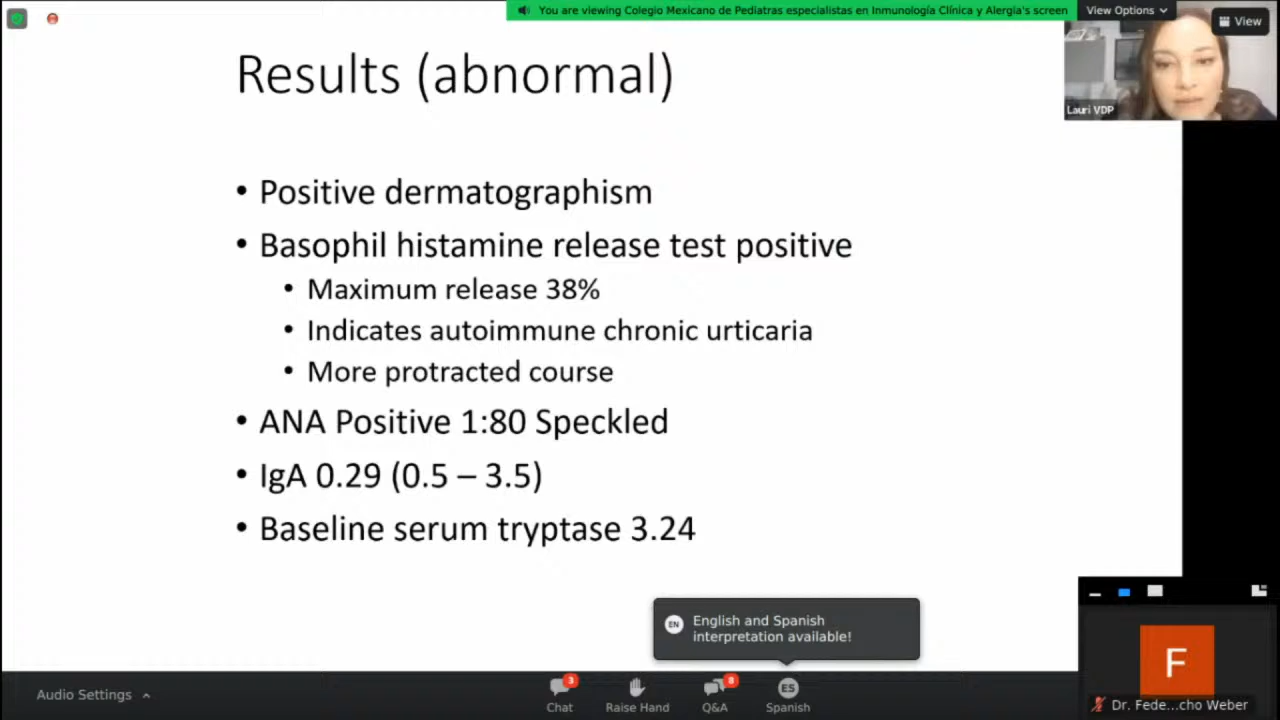 You are viewing Colegio Mexicano de Pediatras especialistas en Inmunología Clínica y Alergia's screen
View Options
View
Results (abnormal)
Lauri VDP
• Positive dermatographism
• Basophil histamine release test positive
• Maximum release 38%
• Indicates autoimmune chronic urticaria
• More protracted course
• ANA Positive 1:80 Speckled
• IgA 0.29 (0.5 – 3.5)
• Baseline serum tryptase 3.24
EN
English and Spanish
interpretation available!
F
Dr. Fede...cho Weber
Audio Settings
3
Chat
Raise Hand
8
Q&A
ES
Spanish